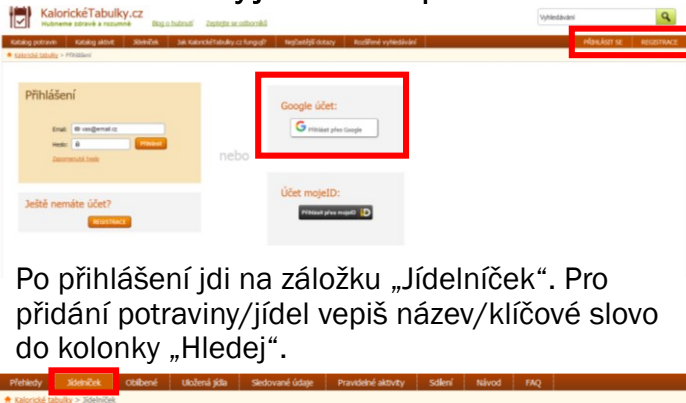 KalorickéTabulky.cz
Hubneme zdravě a rozumně
Blog o hubnutí Zeptejte se odborníků
Vyhledávání
Katalog potravin Katalog aktivit Jídelníček Jak KalorickéTabulky.cz fungují? Nejčastější dotazy Rozšířené vyhledávání PŘIHLÁSIT SE REGISTRACE
Kalorické tabulky > Přihlášení
Přihlášení
Email: vas@email.cz
Heslo: Přihlásit
Zapomenuté heslo
nebo
Google účet:
Přihlásit přes Google
Ještě nemáte účet?
REGISTRACE
Účet mojeID:
Přihlásit přes mojeID
Po přihlášení jdi na záložku „Jídelníček“. Pro
přidání potraviny/jídel vepiš název/klíčové slovo
do kolonky „Hledej“.
Přehledy Jídelníček Oblíbené Uložená jídla Sledované údaje Pravidelné aktivity Sdílení Návod FAQ
Kalorické tabulky > Jídelníček